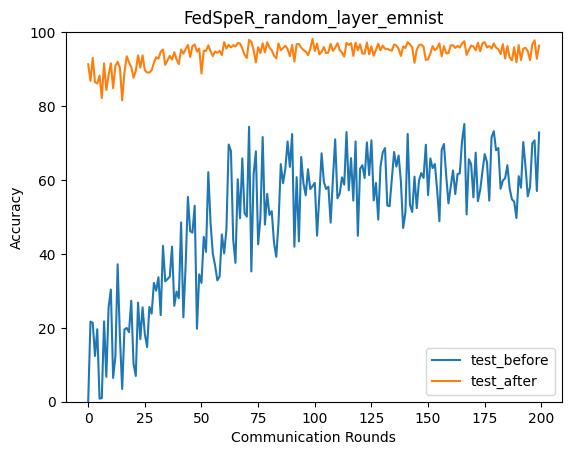 FedSpeR_random_layer_emnist
Accuracy
100
80
60
40
20
0
0 25 50 75 100 125 150 175 200
Communication Rounds
test_before
test_after